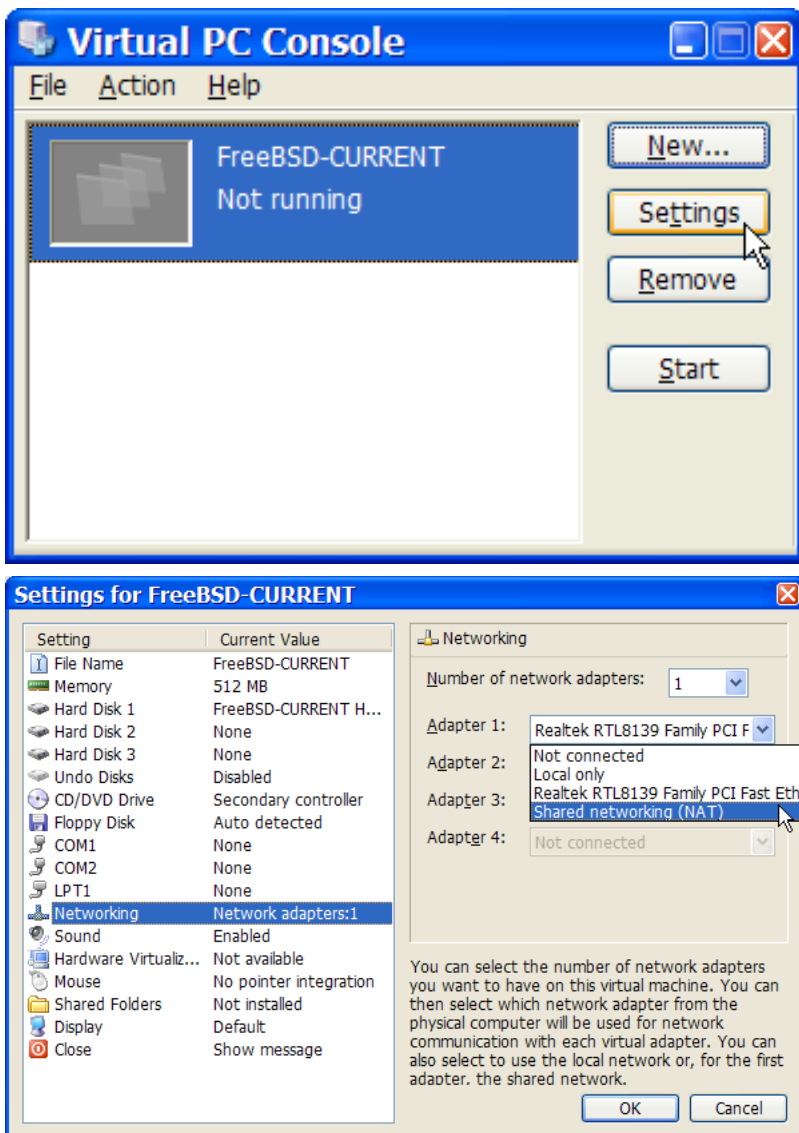 Virtual PC Console
File Action Help
FreeBSD-CURRENT
Not running
New...
Settings
Remove
Start
Settings for FreeBSD-CURRENT
Setting Current Value
File Name FreeBSD-CURRENT
Memory 512 MB
Hard Disk 1 FreeBSD-CURRENT H...
Hard Disk 2 None
Hard Disk 3 None
Undo Disks Disabled
CD/DVD Drive Secondary controller
Floppy Disk Auto detected
COM1 None
COM2 None
LPT1 None
Networking Network adapters:1
Sound Enabled
Hardware Virtualiz... Not available
Mouse No pointer integration
Shared Folders Not installed
Display Default
Close Show message
Networking
Number of network adapters: 1
Adapter 1: Realtek RTL8139 Family PCI F
Not connected
Adapter 2:
Local only
Realtek RTL8139 Family PCI Fast Eth
Adapter 3:
Shared networking (NAT)
Adapter 4: Not connected
You can select the number of network adapters
you want to have on this virtual machine. You can
then select which network adapter from the
physical computer will be used for network
communication with each virtual adapter. You can
also select to use the local network or, for the first
adapter, the shared network.
OK Cancel